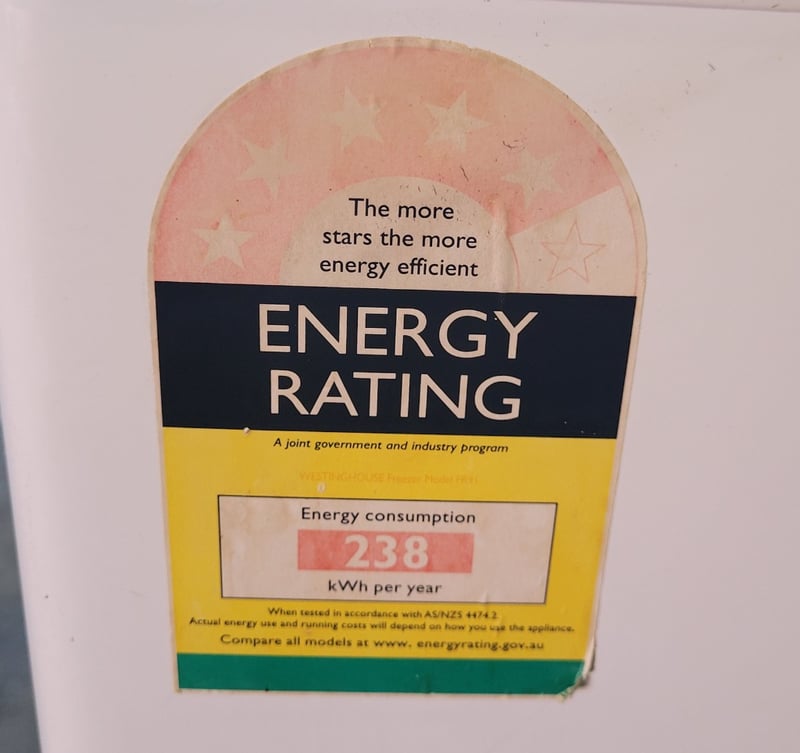 The more
stars the more
energy efficient
ENERGY
RATING
A joint government and industry program
WESTINGHOUSE Freezer Model
Energy consumption
238
kWh per year
When tested in accordance with AS/NZS 4474.2.
Actual energy use and running costs will depend on how you use the appliance.
Compare all models at www. energyrating.gov.au